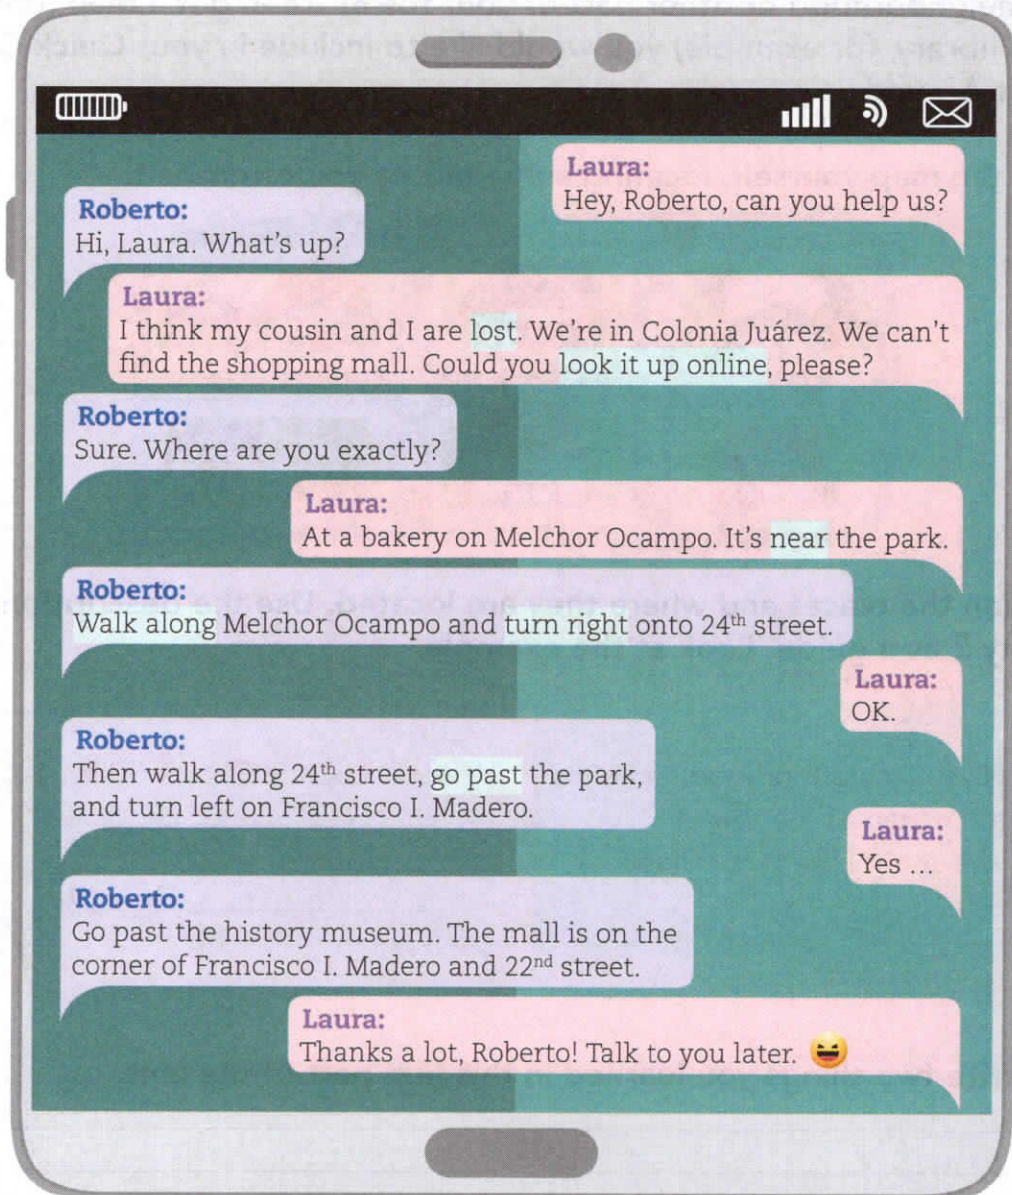 Laura:
Hey, Roberto, can you help us?
Roberto:
Hi, Laura. What's up?
Laura:
I think my cousin and I are lost. We're in Colonia Juárez. We can't
find the shopping mall. Could you look it up online, please?
Roberto:
Sure. Where are you exactly?
Laura:
At a bakery on Melchor Ocampo. It's near the park.
Roberto:
Walk along Melchor Ocampo and turn right onto 24th street.
Laura:
OK.
Roberto:
Then walk along 24th street, go past the park,
and turn left on Francisco I. Madero.
Laura:
Yes ...
Roberto:
Go past the history museum. The mall is on the
corner of Francisco I. Madero and 22nd street.
Laura:
Thanks a lot, Roberto! Talk to you later. 😆